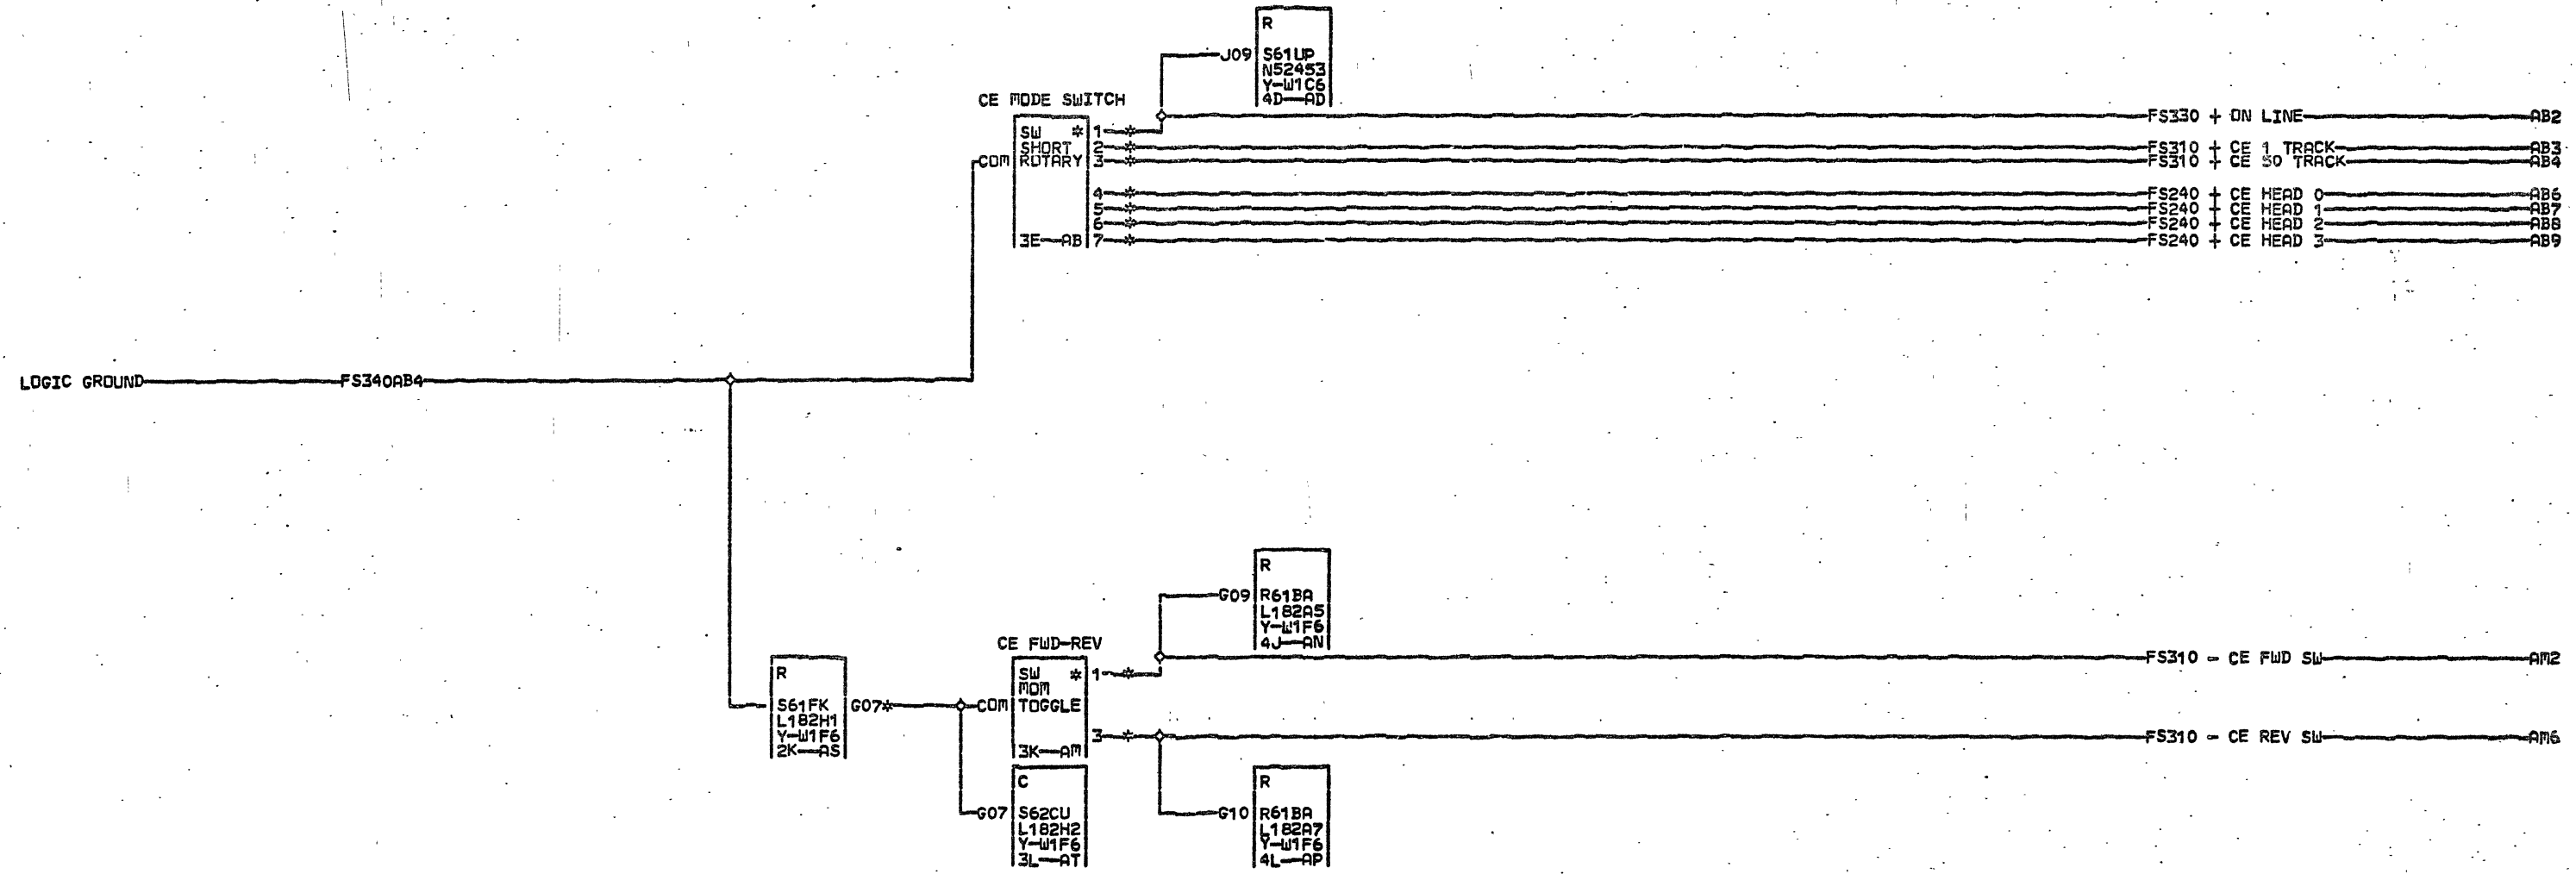 R
J09 S61UP
N52453
Y-W1C6
4D-AD
CE MODE SWITCH
FS330 + ON LINE AB2
SW * 1 *
SHORT 2 * FS310 + CE 1 TRACK AB3
COM ROTARY 3 * FS310 + CE 50 TRACK AB4
4 * FS240 + CE HEAD 0 AB6
5 * FS240 + CE HEAD 1 AB7
6 * FS240 + CE HEAD 2 AB8
3E-AB 7 * FS240 + CE HEAD 3 AB9
LOGIC GROUND FS340AB4
R
G09 R61BA
L182A5
Y-W1F6
4J-AN
CE FWD-REV
FS310 - CE FWD SW AM2
R
SW * 1 *
MOM
S61FK G07* COM TOGGLE
L182H1
Y-W1F6
2K-AS
3 * FS310 - CE REV SW AM6
3K-AM
C
G07 S62CU
L182H2
Y-W1F6
3L-AT
R
G10 R61BA
L182A7
Y-W1F6
4L-AP